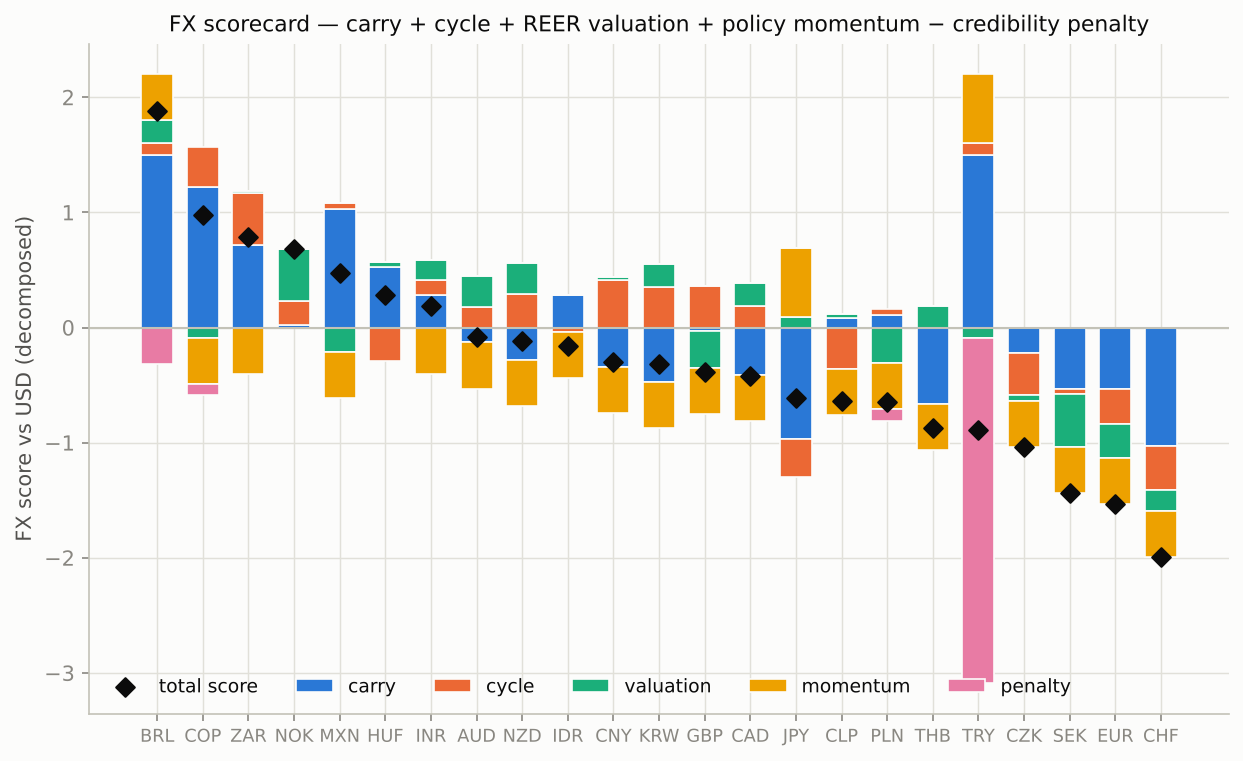 FX scorecard — carry + cycle + REER valuation + policy momentum − credibility penalty
FX score vs USD (decomposed)
2
1
0
−1
−2
−3
total score carry cycle valuation momentum penalty
BRL COP ZAR NOK MXN HUF INR AUD NZD IDR CNY KRW GBP CAD JPY CLP PLN THB TRY CZK SEK EUR CHF